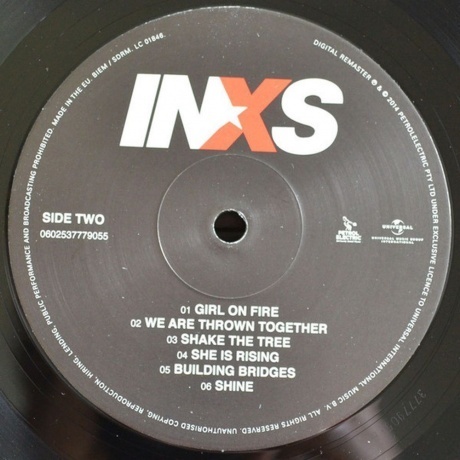 INXS
SIDE TWO
0602537779055
PETROL
ELECTRIC
UNIVERSAL
UNIVERSAL MUSIC GROUP
INTERNATIONAL
01 GIRL ON FIRE
02 WE ARE THROWN TOGETHER
03 SHAKE THE TREE
04 SHE IS RISING
05 BUILDING BRIDGES
06 SHINE
DIGITAL REMASTER ℗ & © 2014 PETROLELECTRIC PTY LTD UNDER EXCLUSIVE LICENCE TO UNIVERSAL INTERNATIONAL MUSIC B.V. ALL RIGHTS RESERVED. UNAUTHORISED COPYING, REPRODUCTION, HIRING, LENDING, PUBLIC PERFORMANCE AND BROADCASTING PROHIBITED. MADE IN THE EU. BIEM / SDRM. LC 01846.